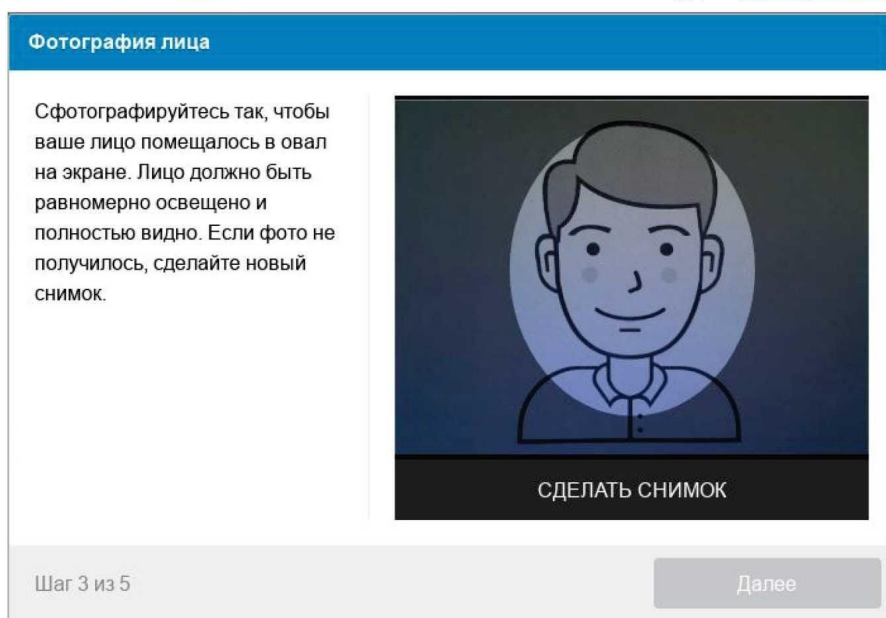 Фотография лица
Сфотографируйтесь так, чтобы
ваше лицо помещалось в овал
на экране. Лицо должно быть
равномерно освещено и
полностью видно. Если фото не
получилось, сделайте новый
снимок.
СДЕЛАТЬ СНИМОК
Шаг 3 из 5
Далее